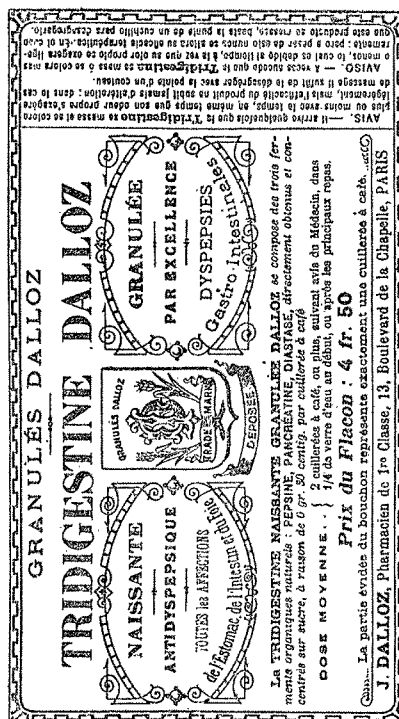 GRANULÉS DALLOZ
TRIDIGESTINE DALLOZ
NAISSANTE
ANTIDYSPEPSIQUE
TOUTES les AFFECTIONS
de l'Estomac, de l'Intestin et du foie
GRANULÉS DALLOZ
TRADE MARK
DÉPOSÉE
GRANULÉE
PAR EXCELLENCE
DYSPEPSIES
Gastro Intestinales
La TRIDIGESTINE NAISSANTE GRANULÉE DALLOZ se compose des trois fer-
ments organiques naturels : PEPSINE, PANCRÉATINE, DIASTASE, directement obtenus et con-
centrés sur sucre, à raison de 0 gr. 30 centig. par cuillerée à café
DOSE MOYENNE.. { 2 cuillerées à café, ou plus, suivant avis du Médecin, dans
1/4 de verre d'eau au début, ou après les principaux repas.
Prix du Flacon : 4 fr. 50
La partie évidée du bouchon représente exactement une cuillerée à café.
J. DALLOZ, Pharmacien de 1re Classe, 13, Boulevard de la Chapelle, PARIS
AVIS. — Il arrive quelquefois que la Tridigestine se masse et se colore
plus ou moins avec le temps, en même temps que son odeur propre s'exagère
légèrement, mais l'efficacité du produit ne subit jamais d'altération ; dans le cas
de massage il suffit de le désagréger avec la pointe d'un couteau.
AVISO. — A veces sucede que la Tridigestina se masa ó se colora mas
o menos, lo cual es debido al tiempo, á la vez que su olor propio se exagera lige-
ramente ; pero a pesar de esto nunca se altera su eficacia terapéutica. En el caso
que este producto se masase, basta la punta de un cuchillo para desagregarlo.